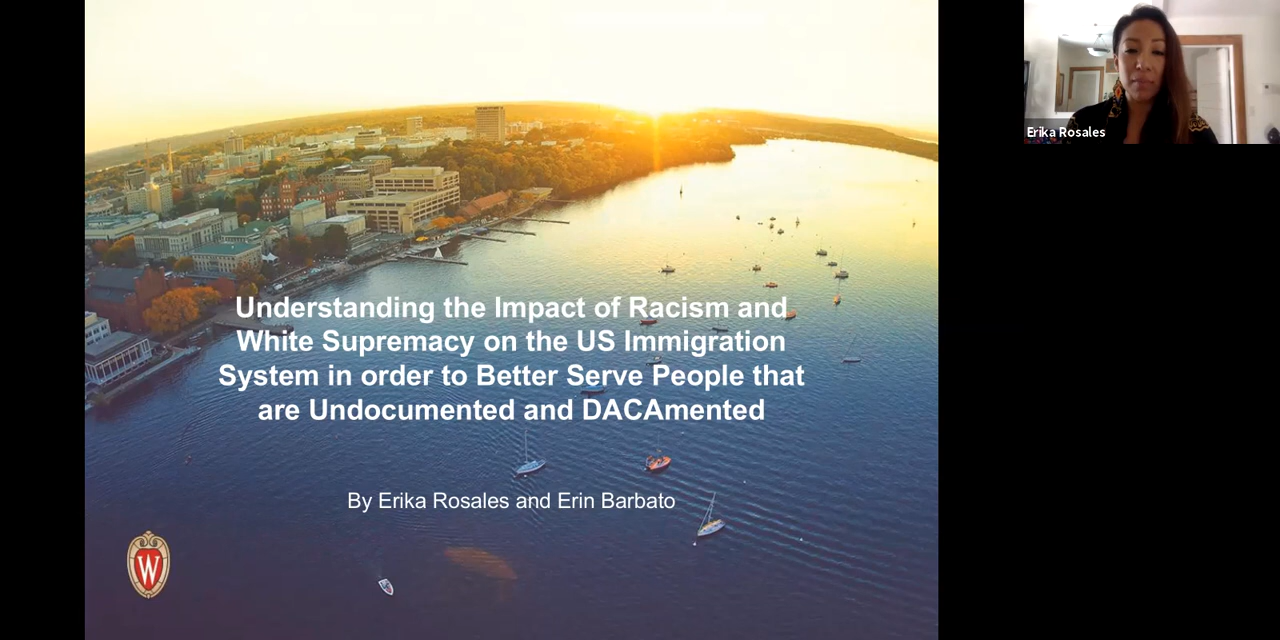 Understanding the Impact of Racism and
White Supremacy on the US Immigration
System in order to Better Serve People that
are Undocumented and DACAmented
By Erika Rosales and Erin Barbato
W
Erika Rosales